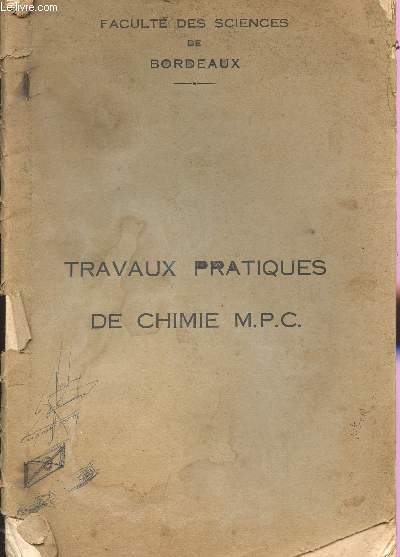 Le-livre.com
FACULTÉ DES SCIENCES
DE
BORDEAUX
TRAVAUX PRATIQUES
DE CHIMIE M.P.C.